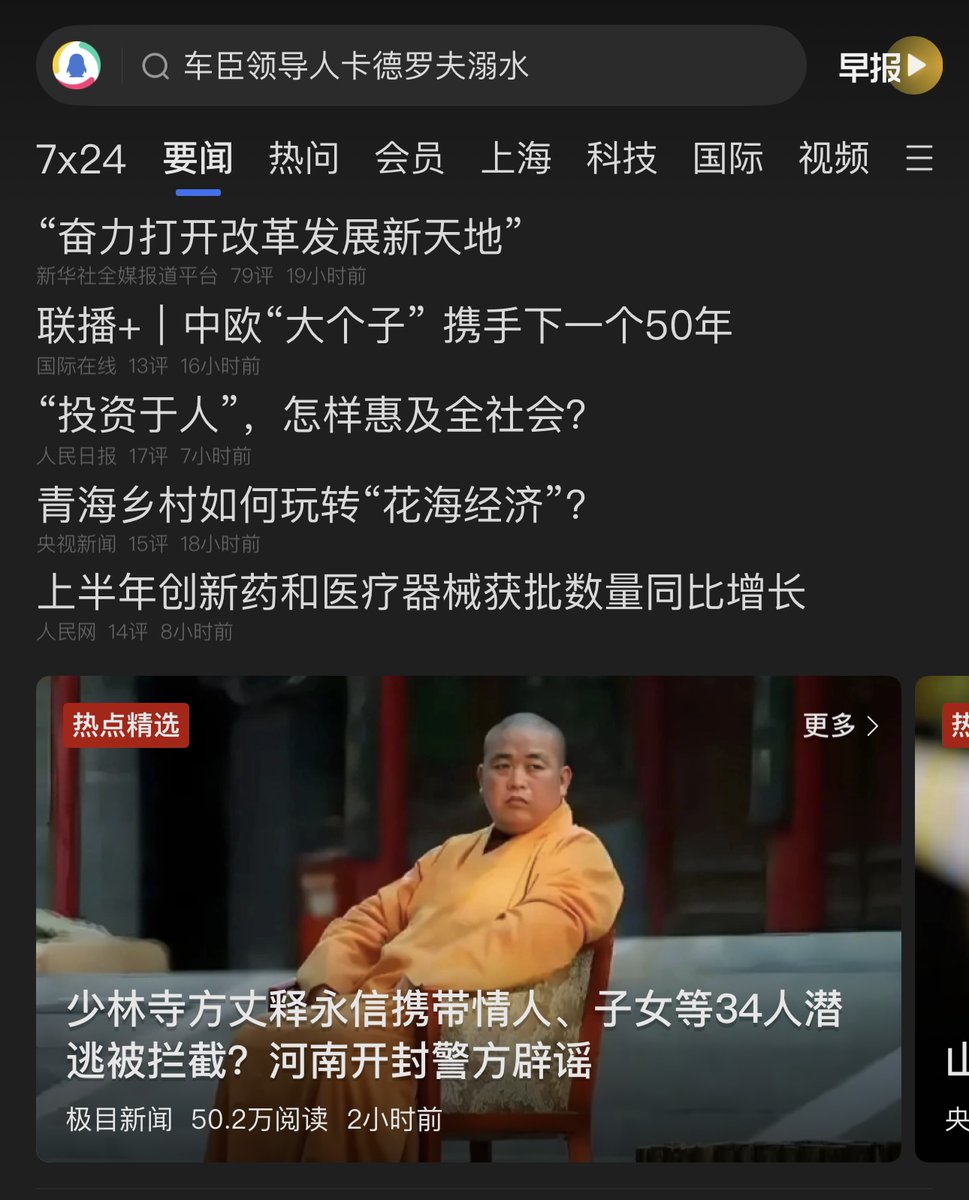 车臣领导人卡德罗夫溺水
早报
7x24 要闻 热问 会员 上海 科技 国际 视频
“奋力打开改革发展新天地”
新华社全媒报道平台 79评 19小时前
联播+｜中欧“大个子” 携手下一个50年
国际在线 13评 16小时前
“投资于人”，怎样惠及全社会？
人民日报 17评 7小时前
青海乡村如何玩转“花海经济”？
央视新闻 15评 18小时前
上半年创新药和医疗器械获批数量同比增长
人民网 14评 8小时前
热点精选
更多
热
少林寺方丈释永信携带情人、子女等34人潜
逃被拦截？河南开封警方辟谣
极目新闻 50.2万阅读 2小时前
山
央